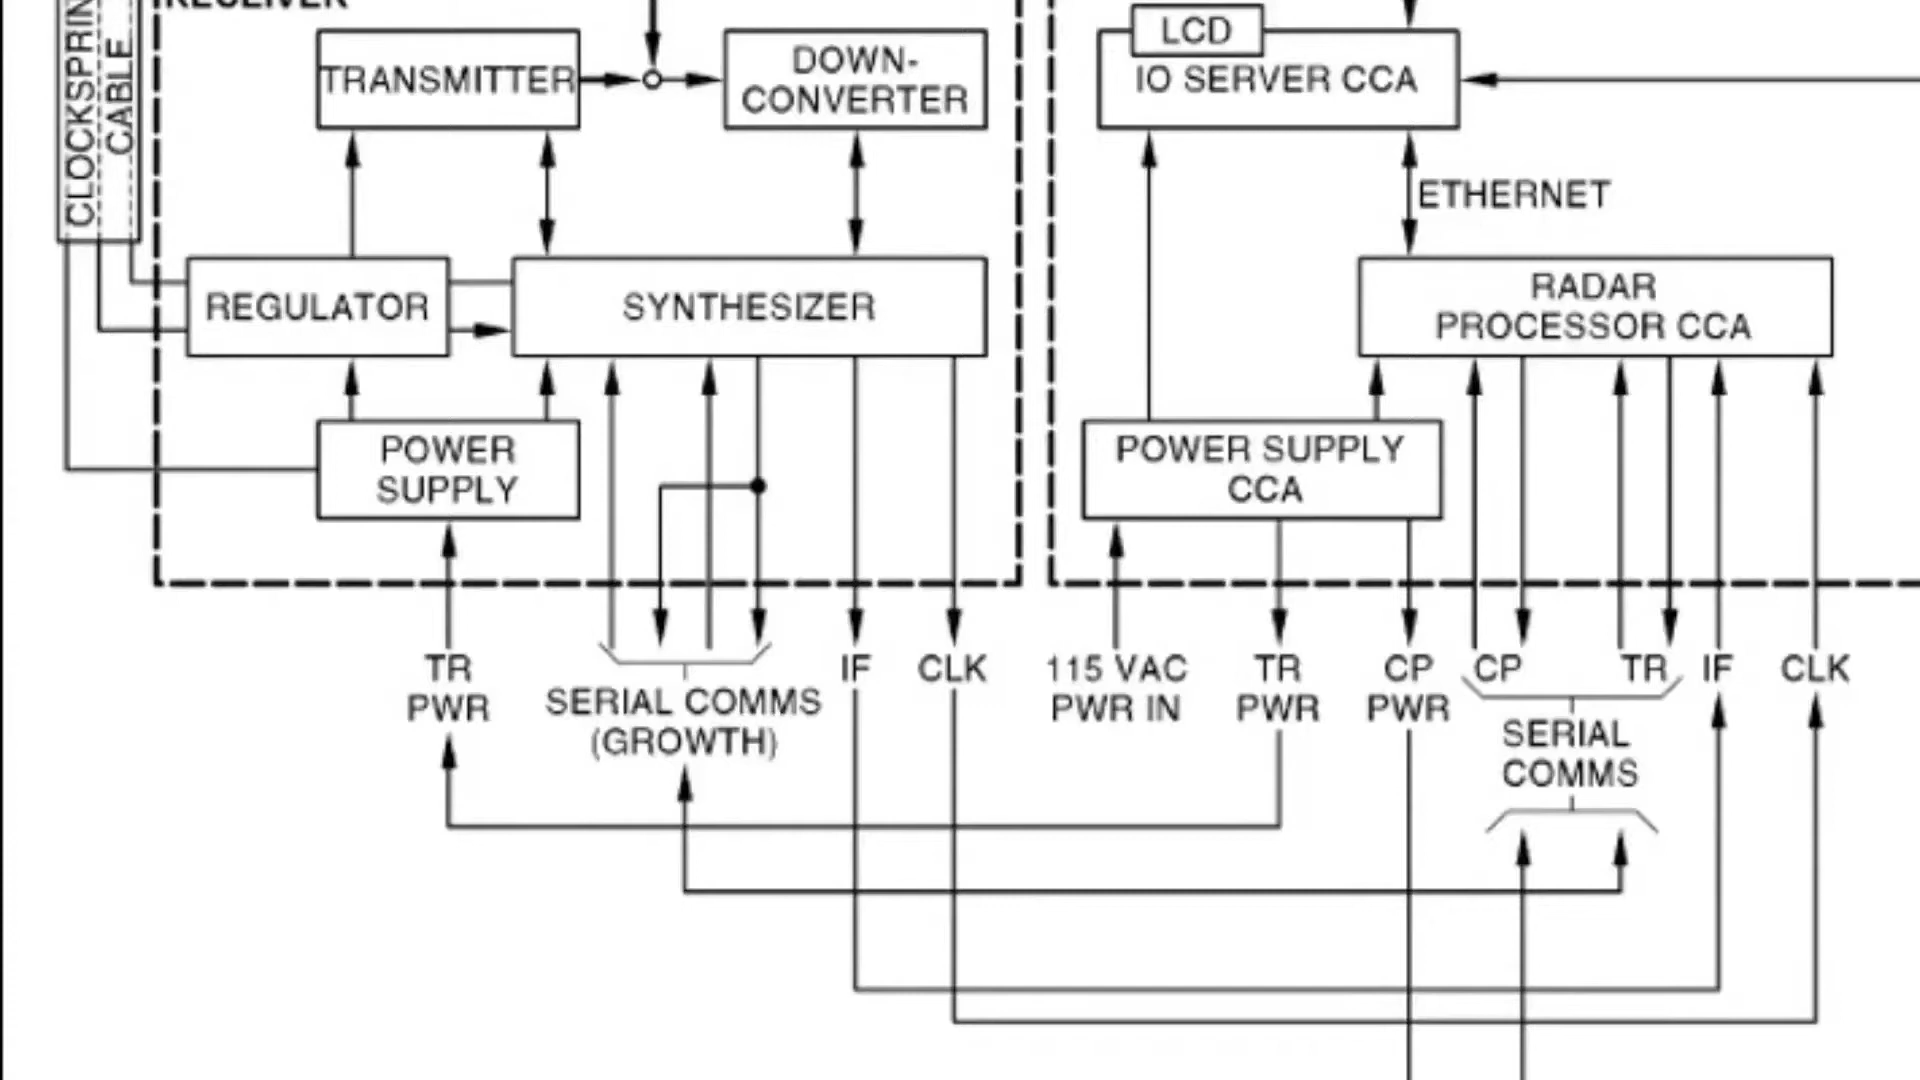 RECEIVER
CLOCKSPRIN
CABLE
TRANSMITTER
DOWN-
CONVERTER
LCD
IO SERVER CCA
ETHERNET
REGULATOR
SYNTHESIZER
RADAR
PROCESSOR CCA
POWER
SUPPLY
POWER SUPPLY
CCA
TR
PWR
SERIAL COMMS
(GROWTH)
IF
CLK
115 VAC
PWR IN
TR
PWR
CP
PWR
CP
TR
IF
CLK
SERIAL
COMMS